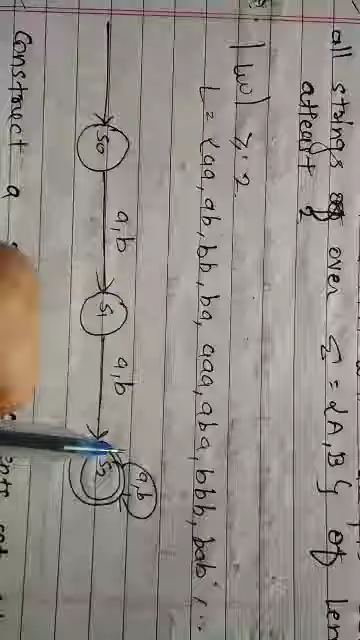 all strings over Σ = {A,B} of len
atleast 2
|w| ≥ 2
L = {aa, ab, bb, ba, aaa, aba, bbb, bab, ...
S0 a,b S1 a,b S2 a,b
Construct a